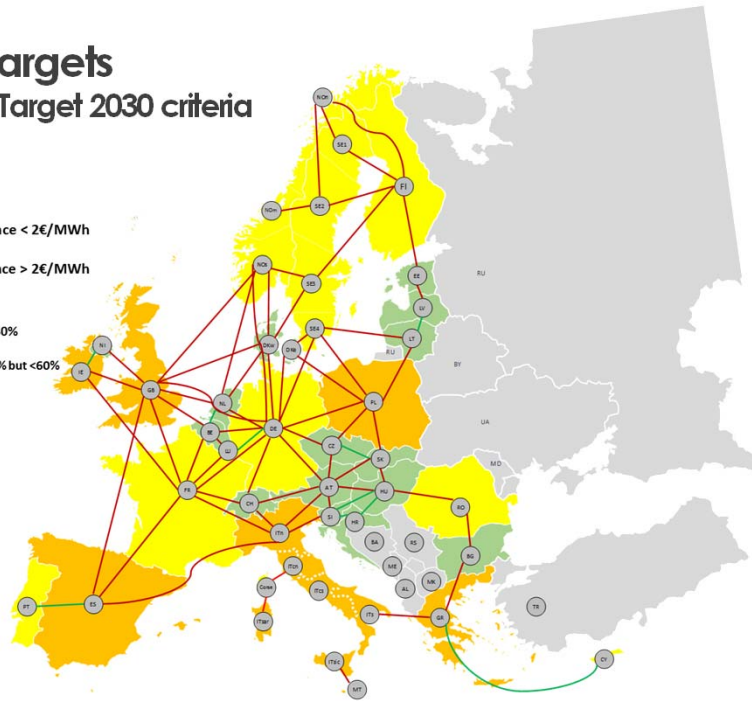 argets
Target 2030 criteria
nce < 2€/MWh
nce > 2€/MWh
0%
% but <60%
NOn
SE1
FI
NOm
SE2
NOs
SE3
EE
RU
LV
SE4
LT
DKw
DKe
RU
BY
NI
IE
GB
NL
PL
BE
DE
UA
LU
CZ
SK
MD
FR
AT
HU
CH
RO
SI
HR
ITn
BA
RS
BG
ITcn
ME
MK
Corse
ITcs
AL
PT
ES
TR
ITsar
ITs
GR
ITsic
CY
MT